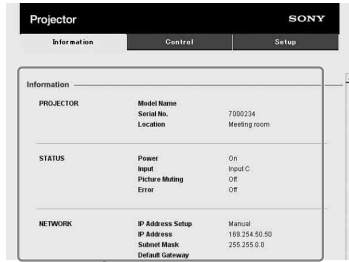 Projector SONY
Information Control Setup
Information
PROJECTOR Model Name
Serial No. 7000234
Location Meeting room
STATUS Power On
Input Input C
Picture Muting Off
Error Off
NETWORK IP Address Setup Manual
IP Address 169.254.50.50
Subnet Mask 255.255.0.0
Default Gateway